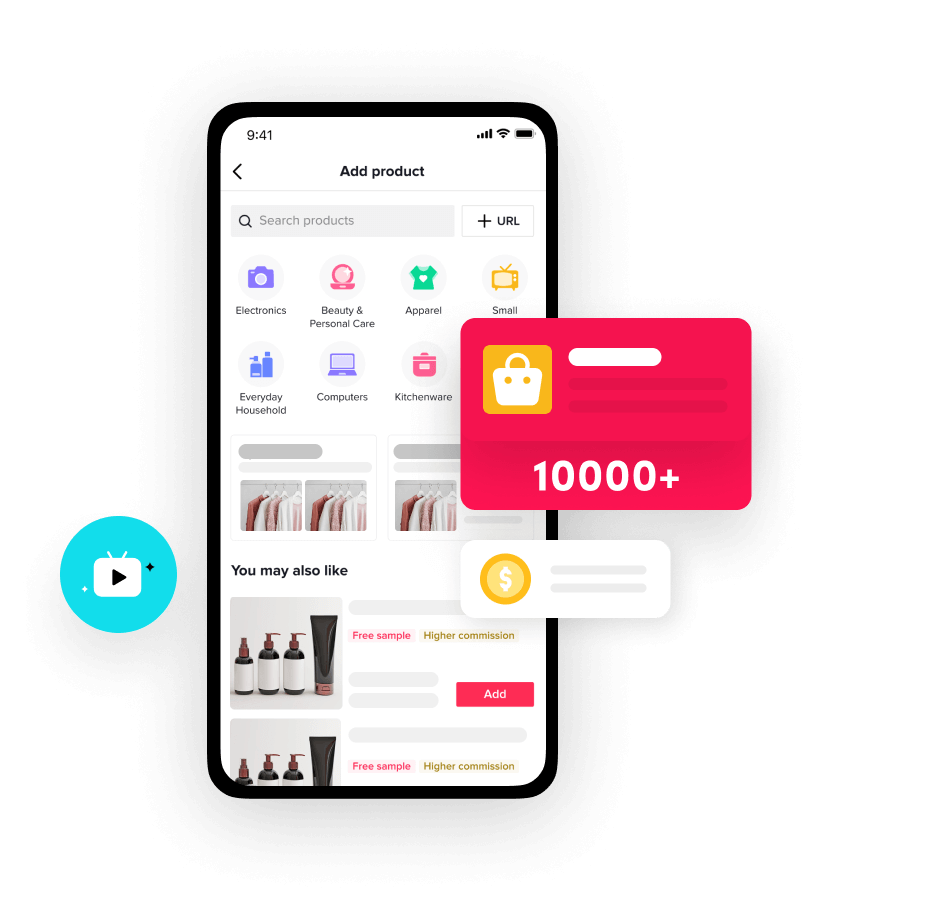 9:41
Add product
Search products
URL
Electronics
Beauty &
Personal Care
Apparel
Small
Everyday
Household
Computers
Kitchenware
10000+
$
You may also like
Free sample
Higher commission
Add
Free sample
Higher commission